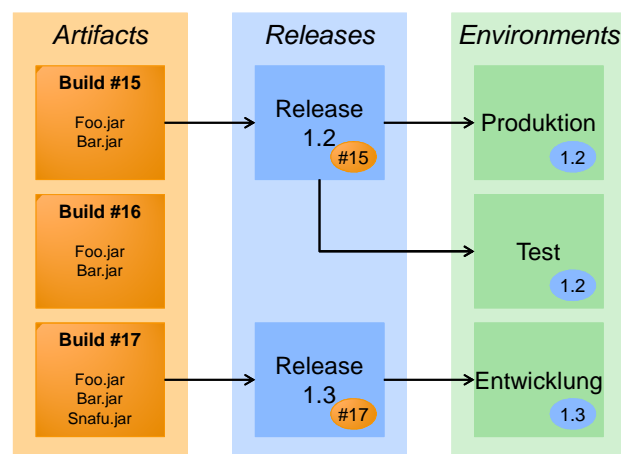 Artifacts
Releases
Environments
Build #15
Foo.jar
Bar.jar
Release
1.2
#15
Produktion
1.2
Build #16
Foo.jar
Bar.jar
Test
1.2
Build #17
Foo.jar
Bar.jar
Snafu.jar
Release
1.3
#17
Entwicklung
1.3